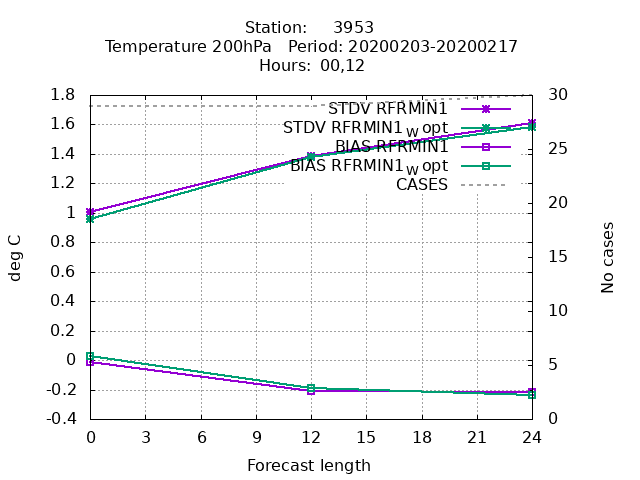 Station: 3953
Temperature 200hPa Period: 20200203-20200217
Hours: 00,12
STDV RFRMIN1
STDV RFRMIN1W opt
BIAS RFRMIN1
BIAS RFRMIN1W opt
CASES
1.8
1.6
1.4
1.2
1
0.8
0.6
0.4
0.2
0
-0.2
-0.4
deg C
30
25
20
15
10
5
0
No cases
0 3 6 9 12 15 18 21 24
Forecast length